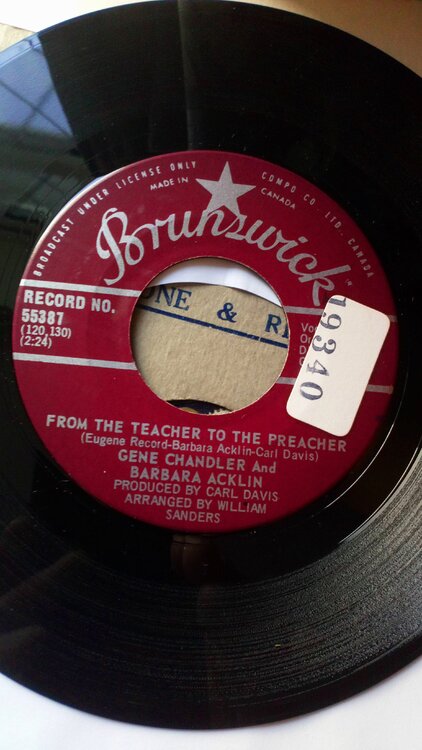 BROADCAST UNDER LICENSE ONLY
MADE IN CANADA
COMPO CO. LTD. CANADA
Brunswick
RECORD NO.
55387
(120,130)
(2:24)
19340
ONE & R
FROM THE TEACHER TO THE PREACHER
(Eugene Record-Barbara Acklin-Carl Davis)
GENE CHANDLER And
BARBARA ACKLIN
PRODUCED BY CARL DAVIS
ARRANGED BY WILLIAM
SANDERS